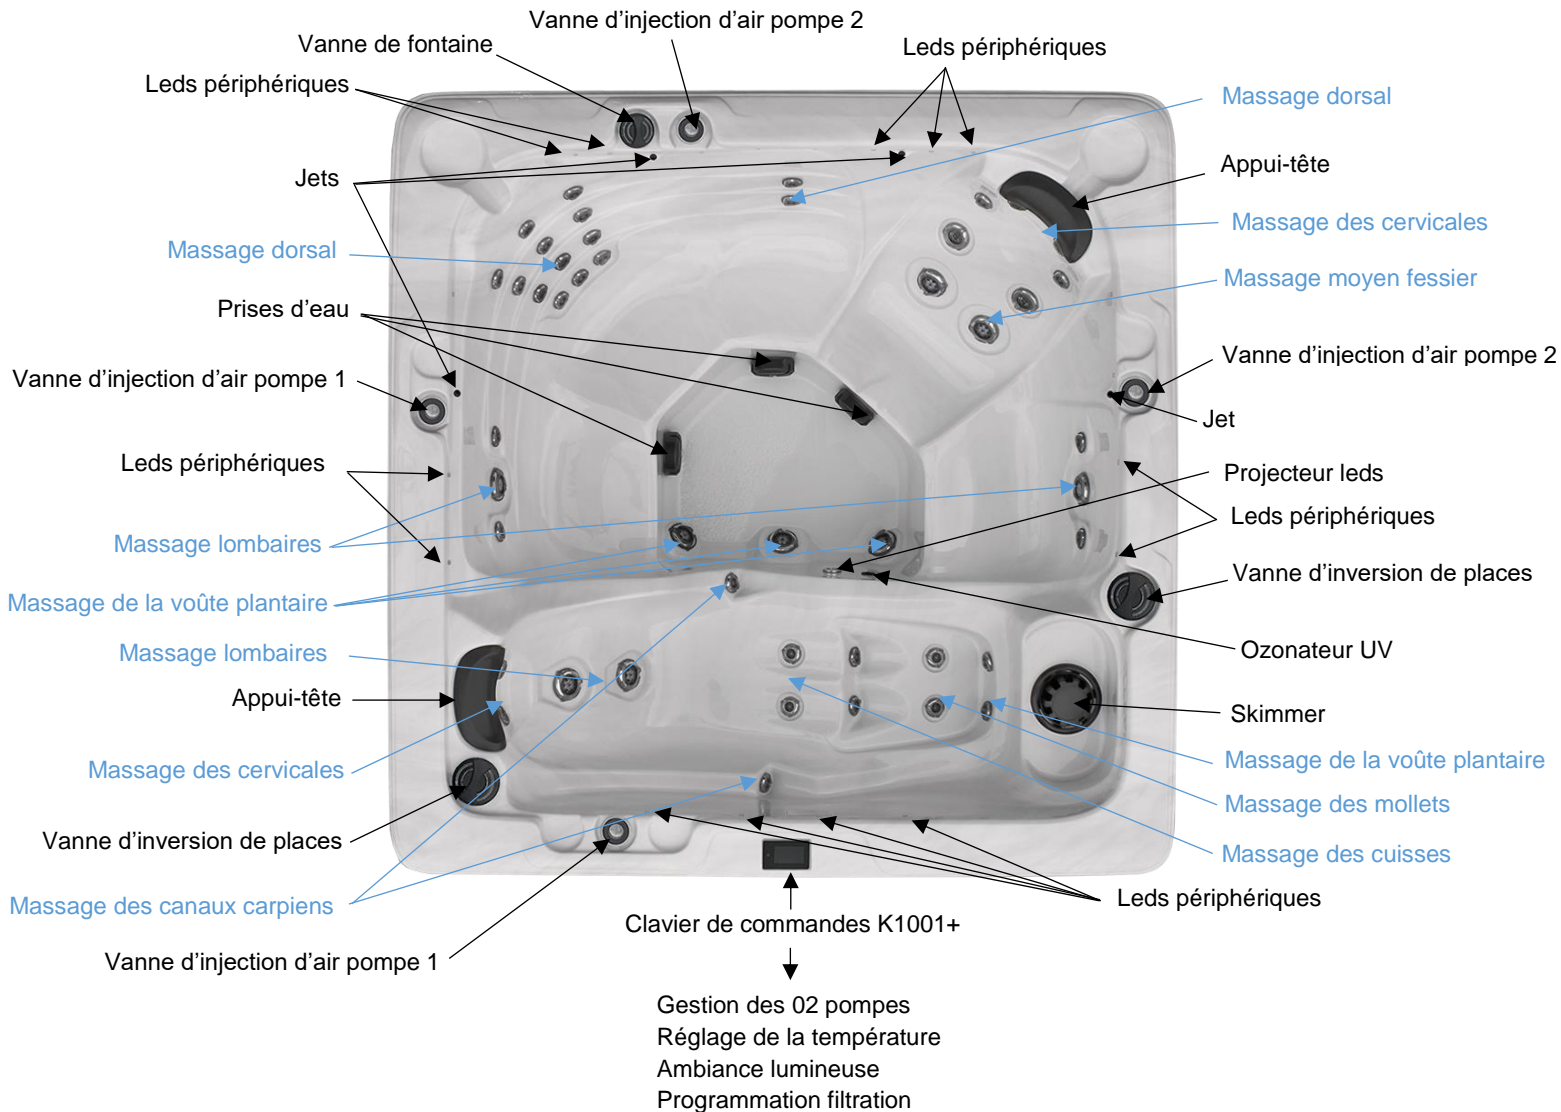 Vanne d’injection d’air pompe 2
Vanne de fontaine
Leds périphériques
Leds périphériques
Massage dorsal
Jets
Appui-tête
Massage dorsal
Massage des cervicales
Massage moyen fessier
Prises d’eau
Vanne d’injection d’air pompe 1
Vanne d’injection d’air pompe 2
Jet
Leds périphériques
Projecteur leds
Massage lombaires
Leds périphériques
Massage de la voûte plantaire
Vanne d’inversion de places
Massage lombaires
Ozonateur UV
Appui-tête
Skimmer
Massage des cervicales
Massage de la voûte plantaire
Massage des mollets
Vanne d’inversion de places
Massage des cuisses
Massage des canaux carpiens
Leds périphériques
Clavier de commandes K1001+
Vanne d’injection d’air pompe 1
Gestion des 02 pompes
Réglage de la température
Ambiance lumineuse
Programmation filtration